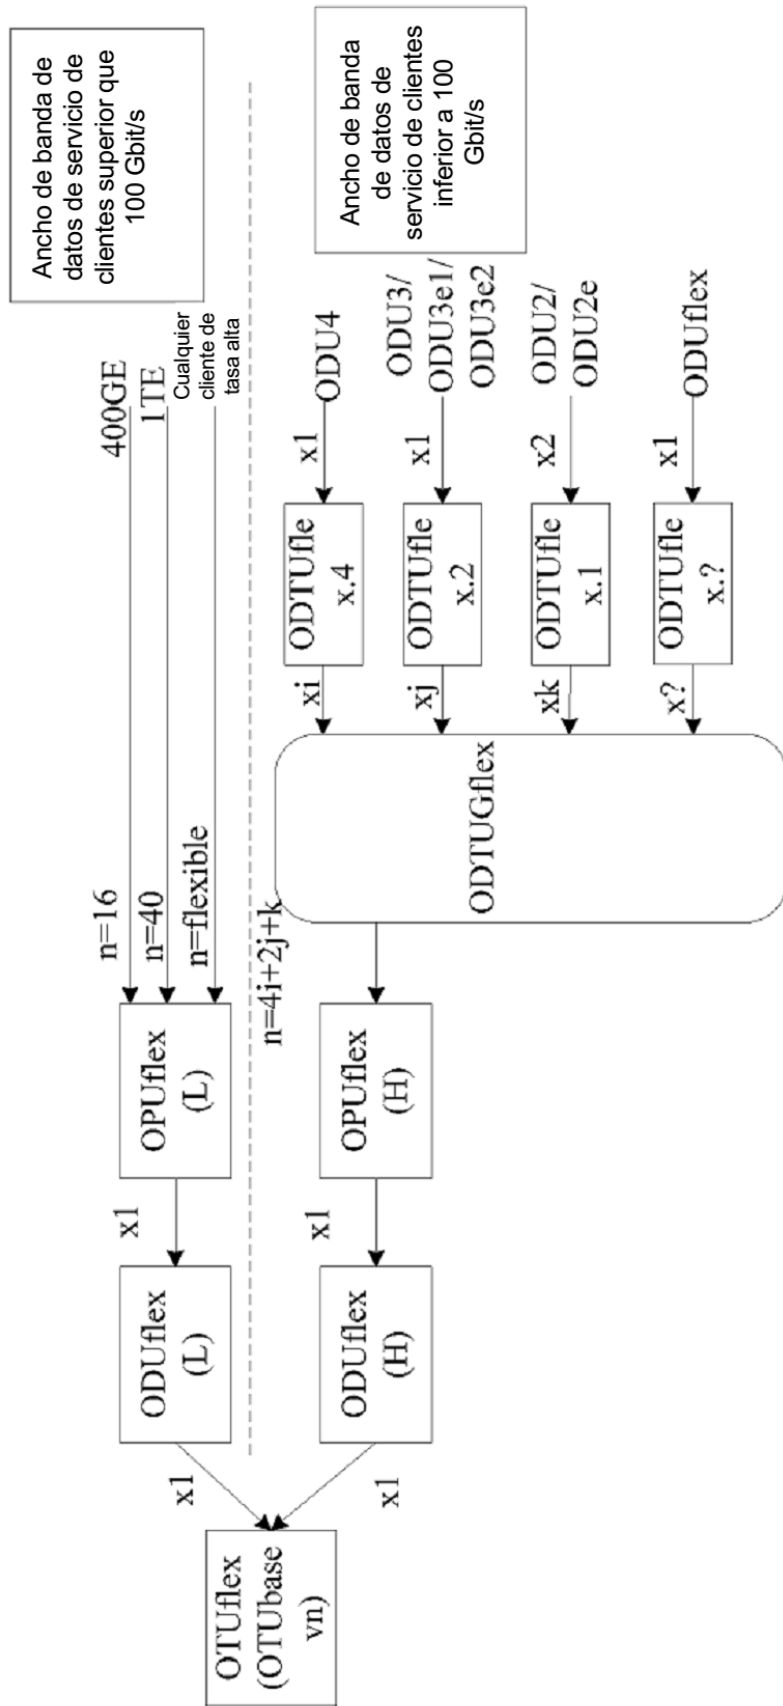 Ancho de banda de
datos de servicio de
clientes superior que
100 Gbit/s
400GE
1TE
Cualquier
cliente de
tasa alta
n=16
n=40
n=flexible
OPUflex
(L)
x1
ODUflex
(L)
x1
OTUflex
(OTUbase
vn)
Ancho de banda
de datos de
servicio de clientes
inferior a 100
Gbit/s
ODU4
ODU3/
ODU3e1/
ODU3e2
ODU2/
ODU2e
ODUflex
x1
x1
x2
x1
ODTUfle
x.4
ODTUfle
x.2
ODTUfle
x.1
ODTUfle
x.?
xi
xj
xk
x?
ODTUGflex
n=4i+2j+k
OPUflex
(H)
x1
ODUflex
(H)
x1